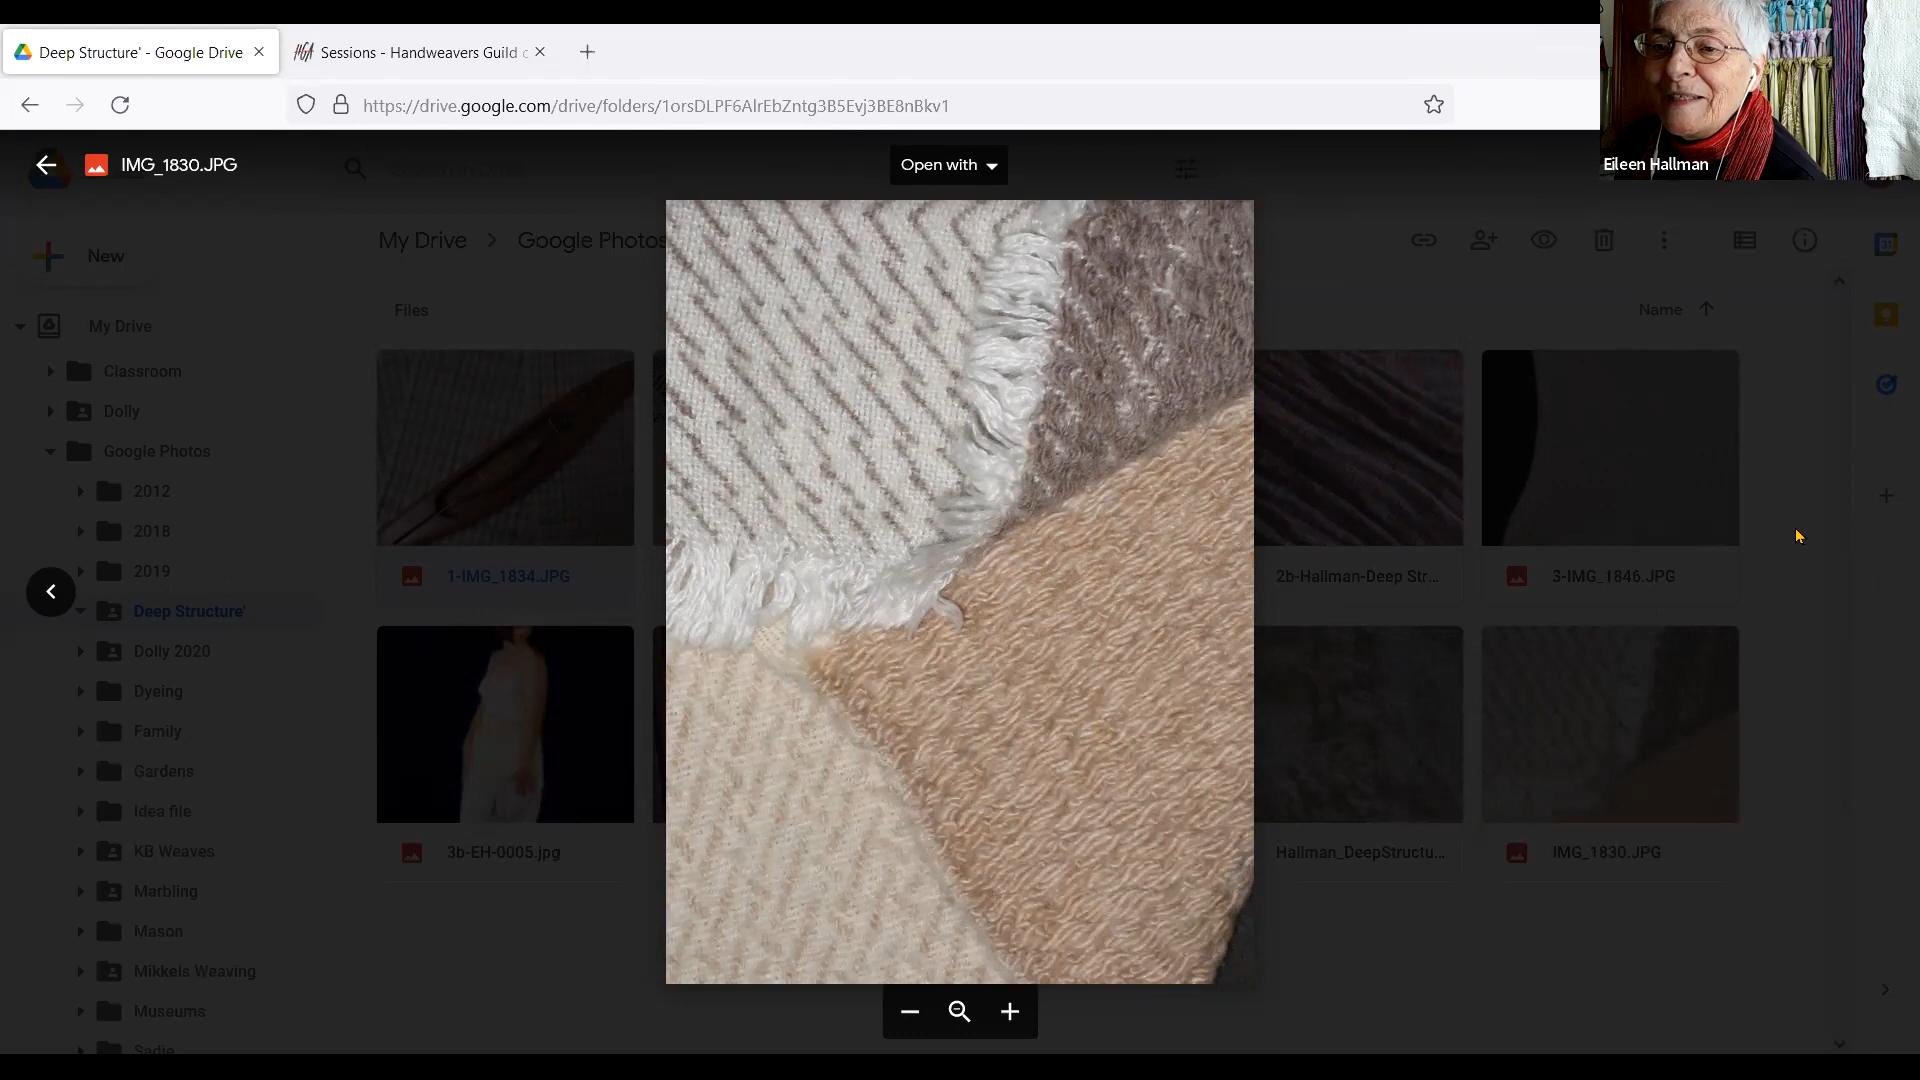 Deep Structure' - Google Drive
Sessions - Handweavers Guild
https://drive.google.com/drive/folders/1orsDLPF6AlrEbZntg3B5Evj3BE8nBkv1
Eileen Hallman
IMG_1830.JPG
Open with
My Drive > Google Photos
New
Files
Name
My Drive
Classroom
Dolly
Google Photos
2012
2018
2019
1-IMG_1834.JPG
2b-Hallman-Deep Str...
3-IMG_1846.JPG
Deep Structure'
Dolly 2020
Dyeing
Family
Gardens
Idea file
KB Weaves
3b-EH-0005.jpg
Hallman_DeepStructu...
IMG_1830.JPG
Marbling
Mason
Mikkels Weaving
Museums
Sadie
31